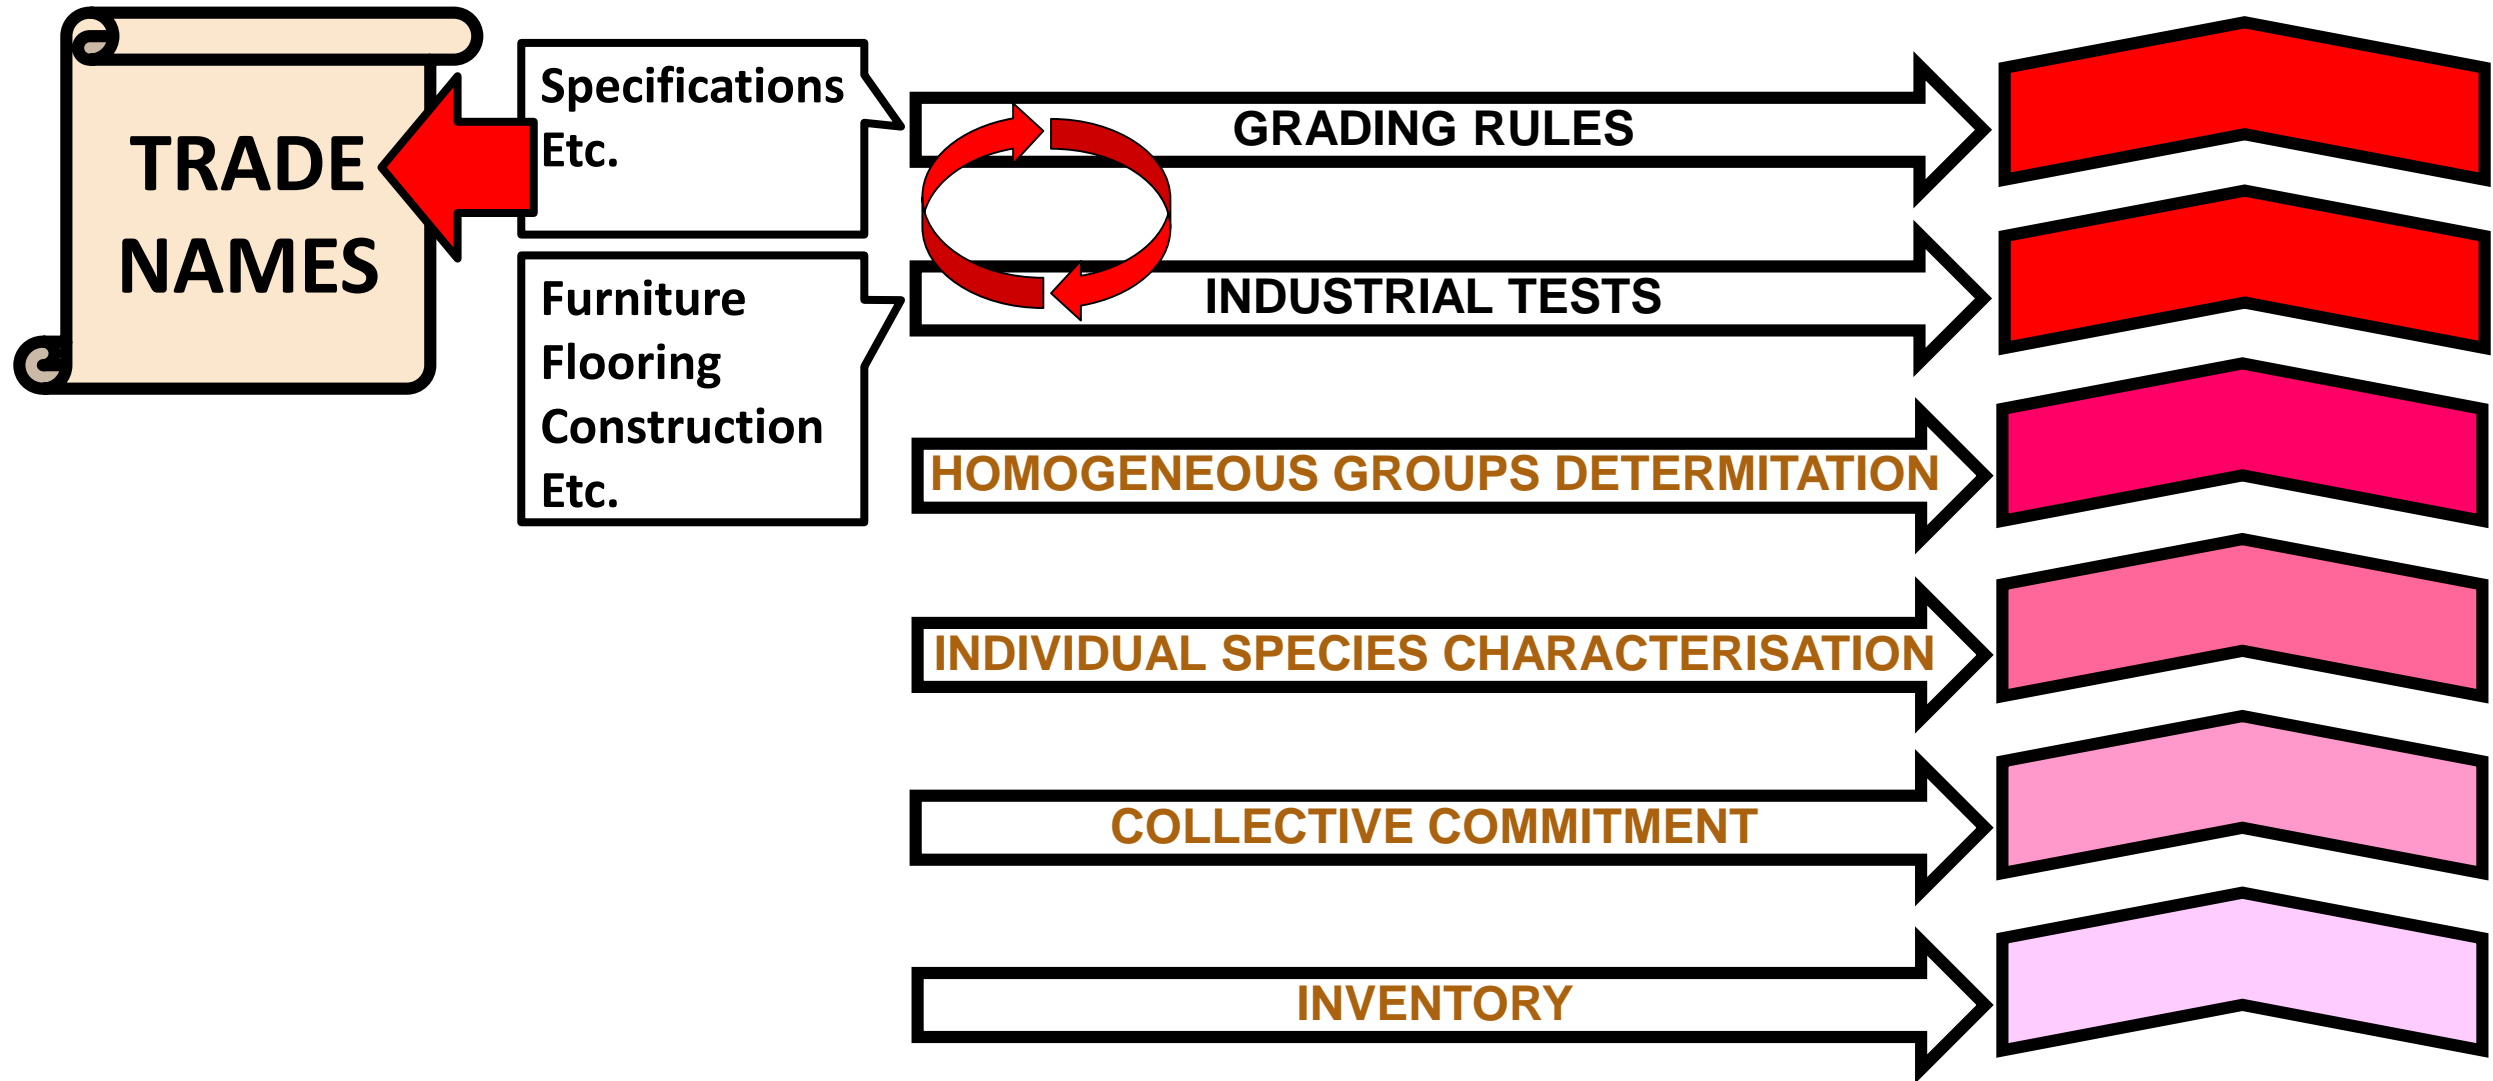 TRADE
NAMES
Specifications
Etc.
Furniture
Flooring
Construction
Etc.
GRADING RULES
INDUSTRIAL TESTS
HOMOGENEOUS GROUPS DETERMITATION
INDIVIDUAL SPECIES CHARACTERISATION
COLLECTIVE COMMITMENT
INVENTORY